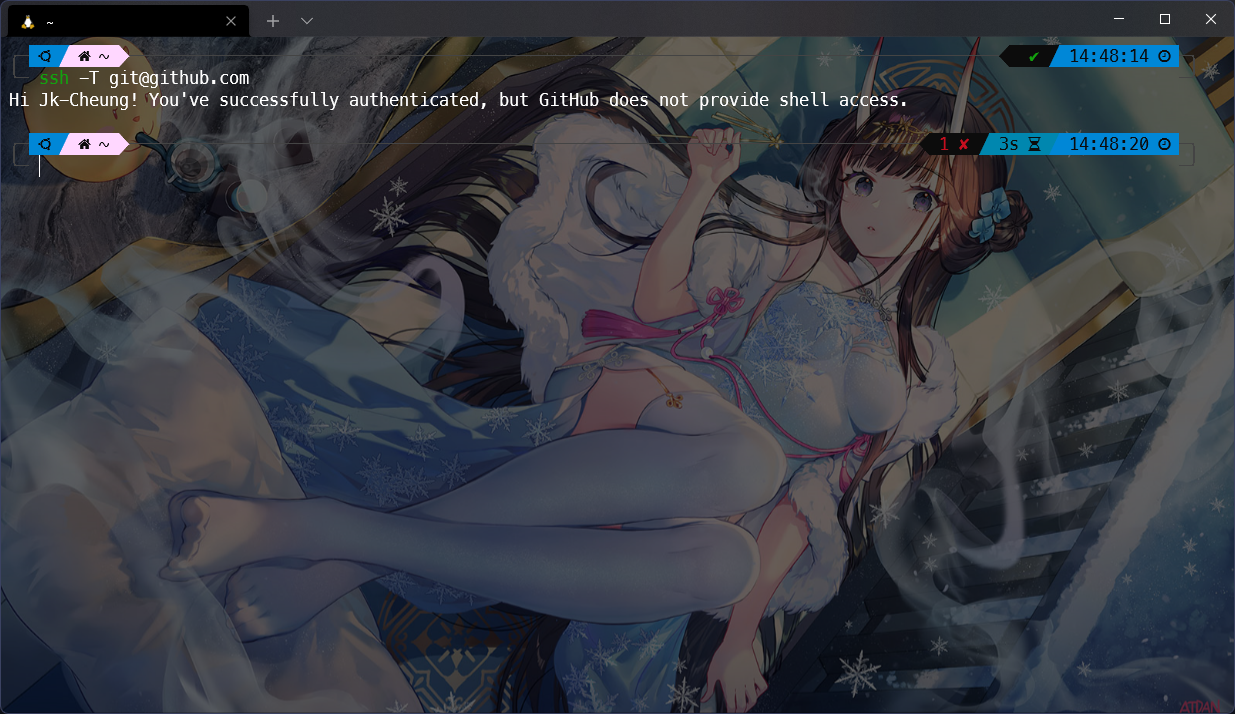 ~
~ ✔ 14:48:14
ssh -T git@github.com
Hi Jk-Cheung! You've successfully authenticated, but GitHub does not provide shell access.
~ 1 ✘ 3s 14:48:20
ATDAN